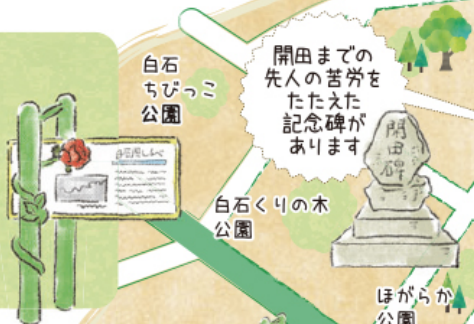 白石
ちびっこ
公園
開田までの
先人の苦労を
たたえた
記念碑が
あります
開田碑
白石くりの木
公園
ほがらか
公園